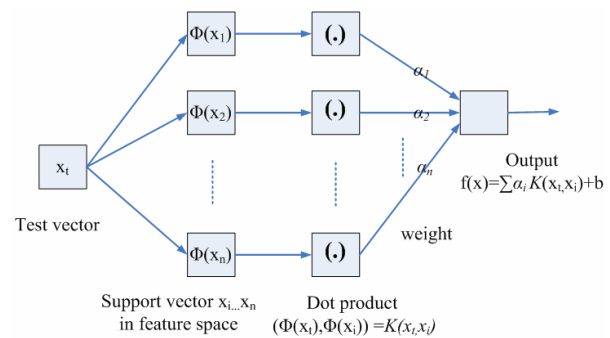 Φ(x₁)
(.)
α₁
Φ(x₂)
(.)
α₂
xₜ
Output
f(x)=∑αᵢ K(xₜ,xᵢ)+b
αₙ
Test vector
weight
Φ(xₙ)
(.)
Support vector xᵢ...xₙ
in feature space
Dot product
(Φ(xₜ),Φ(xᵢ)) =K(xₜ,xᵢ)